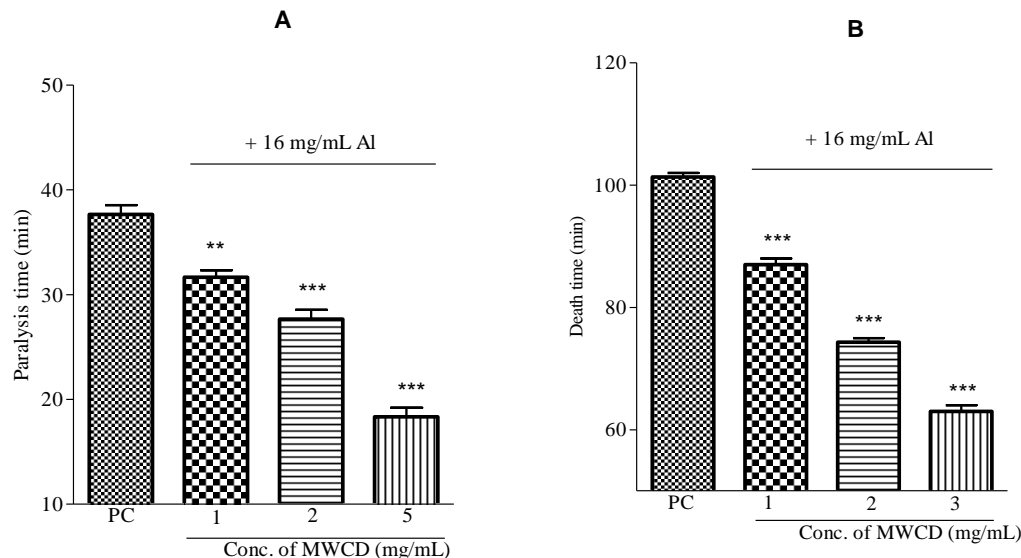 A
50
40
30
20
10
Paralysis time (min)
+ 16 mg/mL Al
**
***
***
PC
1
2
5
Conc. of MWCD (mg/mL)
B
120
100
80
60
Death time (min)
+ 16 mg/mL Al
***
***
***
PC
1
2
3
Conc. of MWCD (mg/mL)